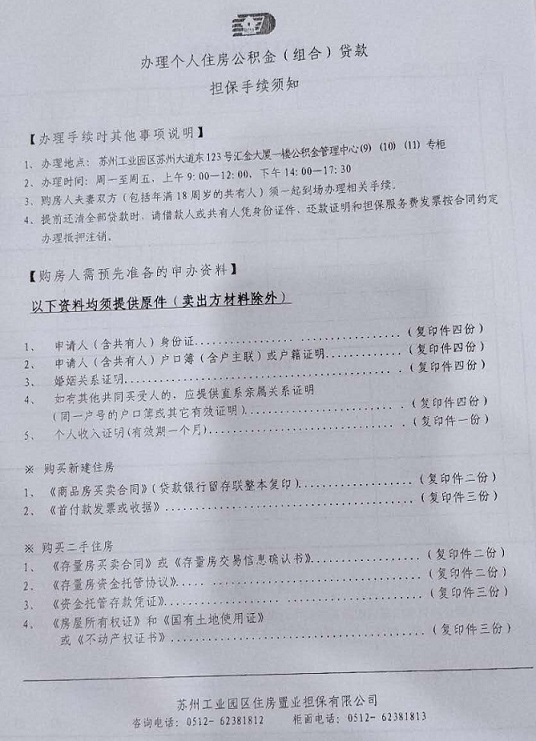 办理个人住房公积金(组合)贷款
担保手续须知
【办理手续时其他事项说明】
1、办理地点:苏州工业园区苏州大道东123号汇金大厦一楼公积金管理中心(9) (10) (11) 专柜
2、办理时间:周一至周五,上午9:00—12:00、下午14:00—17:30
3、购房人夫妻双方(包括年满18周岁的共有人)须一起到场办理相关手续。
4、提前还清全部贷款时,请借款人或共有人凭身份证件、还款证明和担保服务费发票按合同约定
办理抵押注销。
【购房人需预先准备的申办资料】
以下资料均须提供原件(卖出方材料除外)
1、 申请人(含共有人)身份证................................(复印件四份)
2、 申请人(含共有人)户口簿(含户主联)或户籍证明................(复印件四份)
3、 婚姻关系证明................................(复印件四份)
4、 如有其他共同买受人的,应提供直系亲属关系证明
(同一户号的户口簿或其它有效证明)........................(复印件四份)
5、 个人收入证明(有效期一个月)................................(复印件一份)
※ 购买新建住房
1、《商品房买卖合同》(贷款银行留存联整本复印)....................(复印件二份)
2、《首付款发票或收据》................................(复印件三份)
※ 购买二手住房
1、《存量房买卖合同》或《存量房交易信息确认书》....................(复印件二份)
2、《存量房资金托管协议》................................(复印件二份)
3、《资金托管存款凭证》................................(复印件三份)
4、《房屋所有权证》和《国有土地使用证》
或《不动产权证书》................................(复印件三份)
苏州工业园区住房置业担保有限公司
咨询电话:0512-62381812 柜面电话:0512-62381813